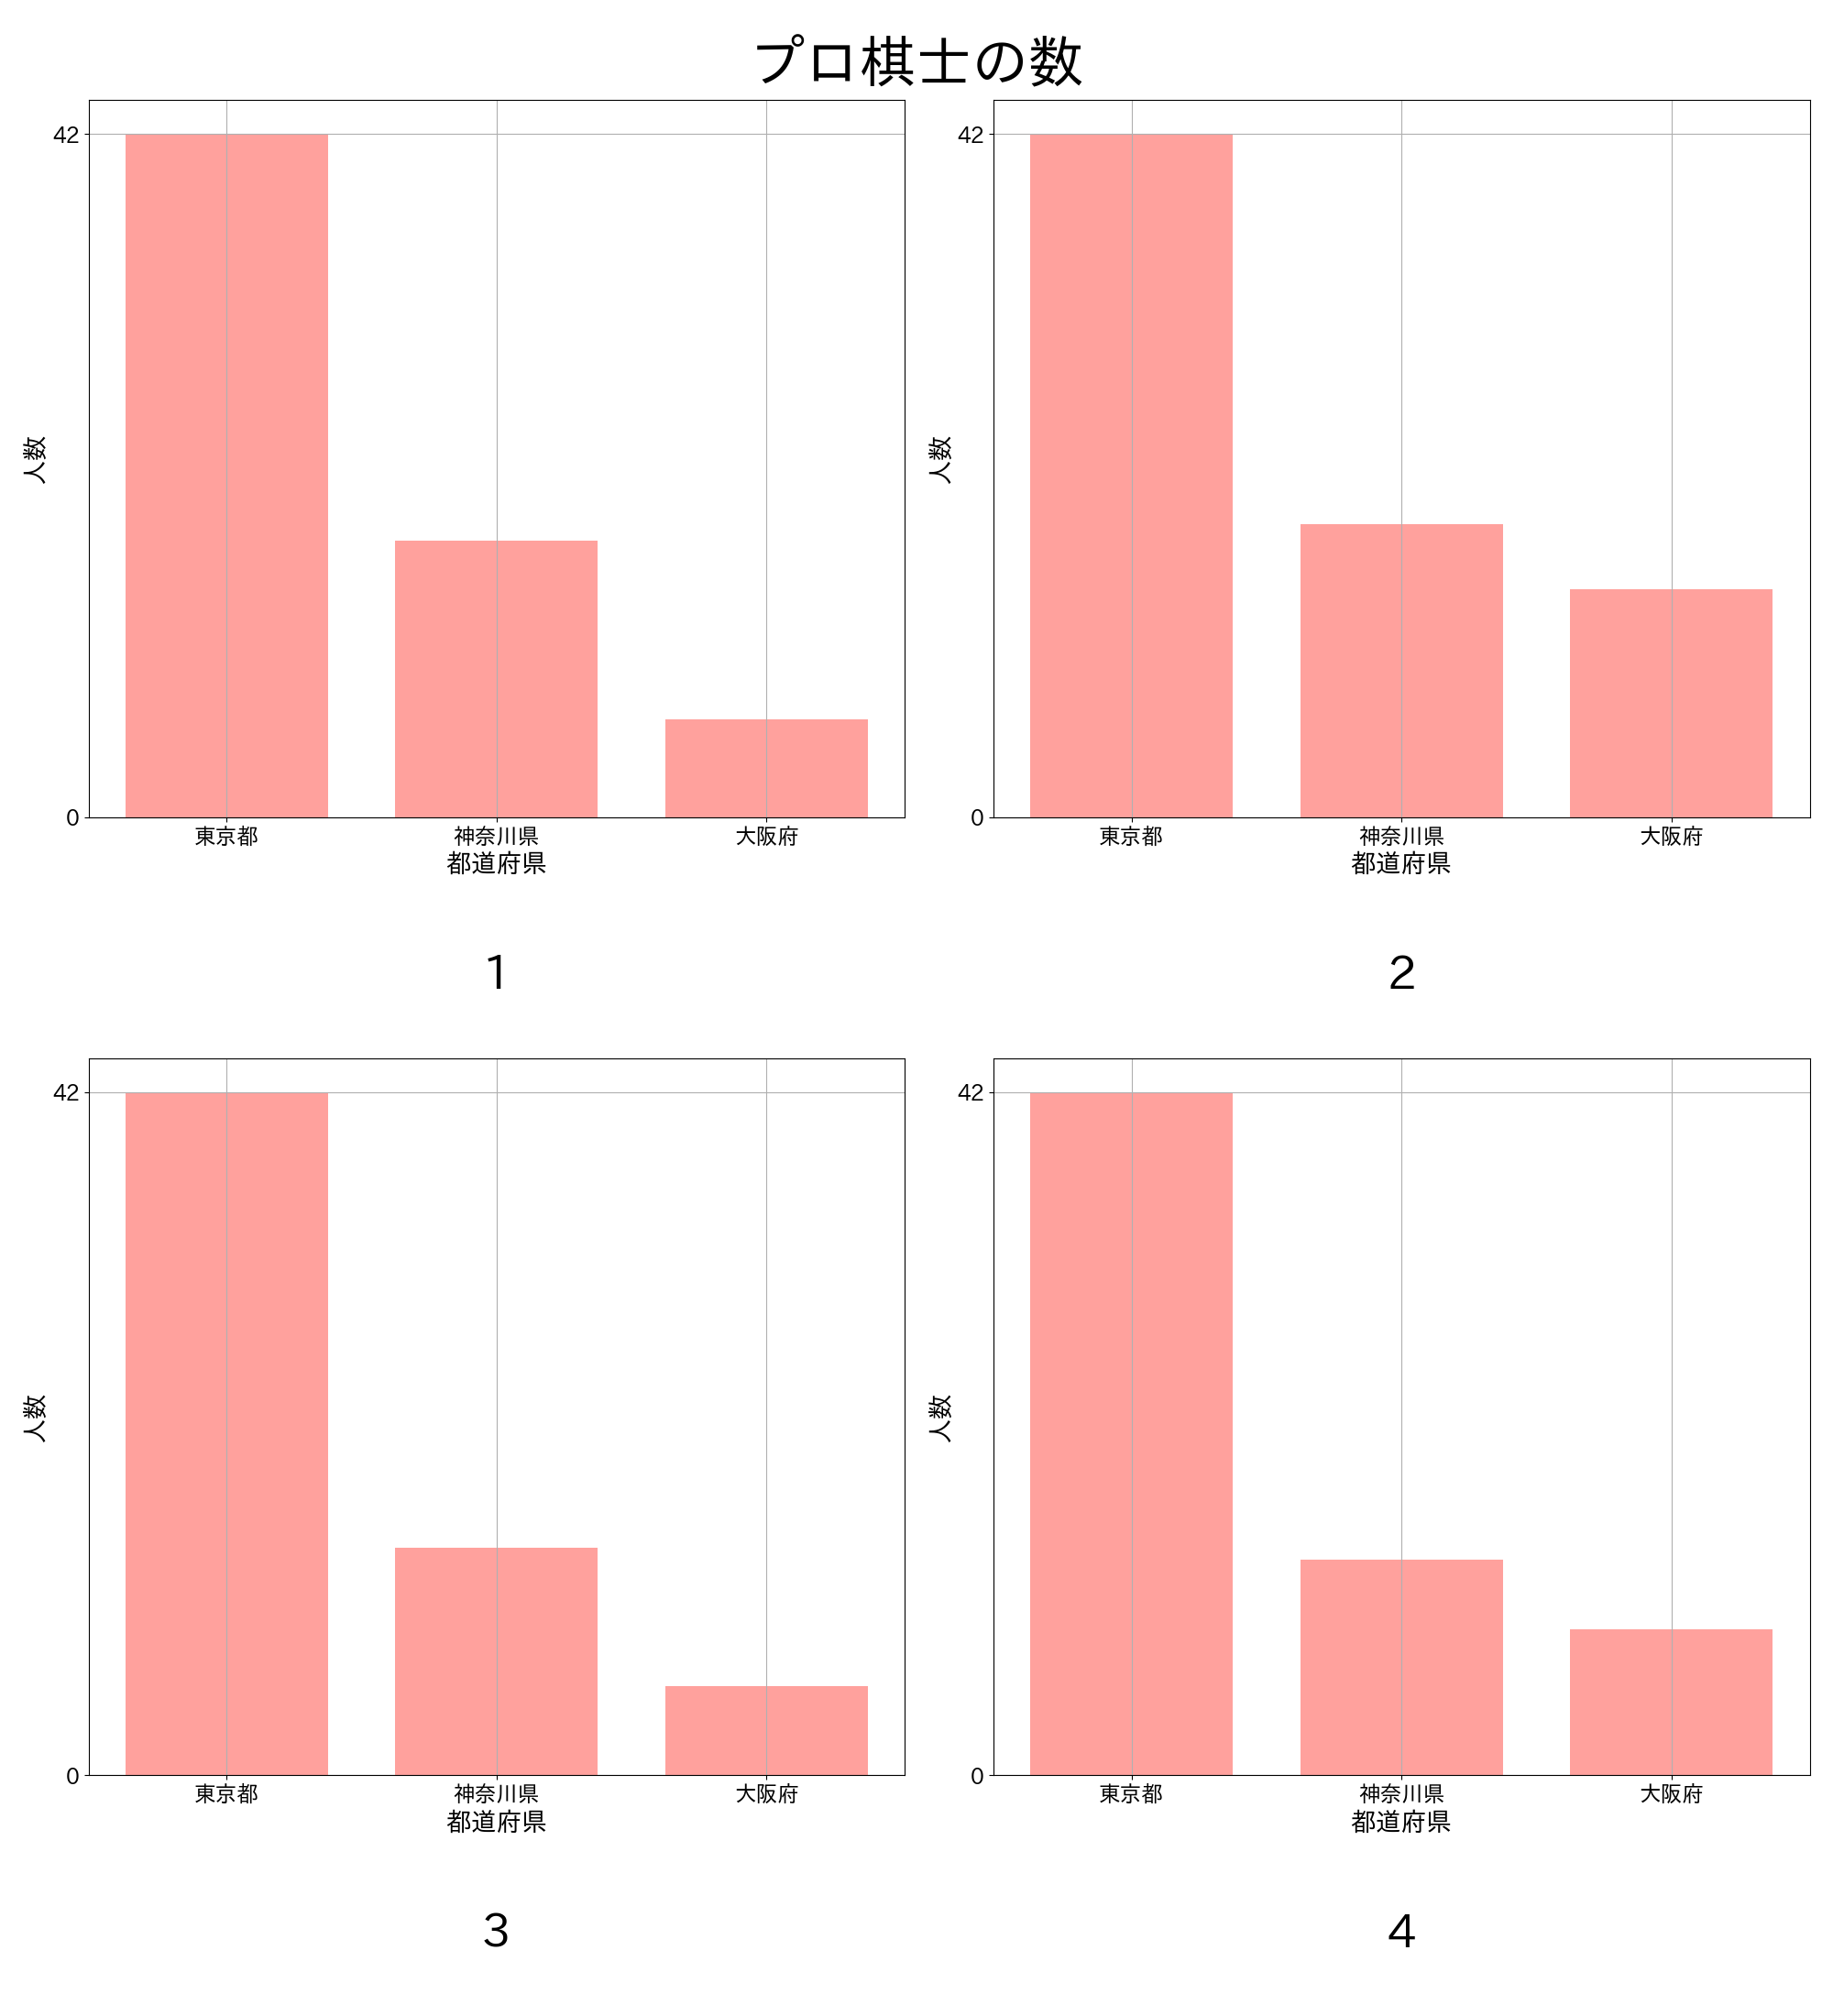 プロ棋士の数
42
人数
0
東京都 神奈川県 大阪府
都道府県
1
42
人数
0
東京都 神奈川県 大阪府
都道府県
2
42
人数
0
東京都 神奈川県 大阪府
都道府県
3
42
人数
0
東京都 神奈川県 大阪府
都道府県
4